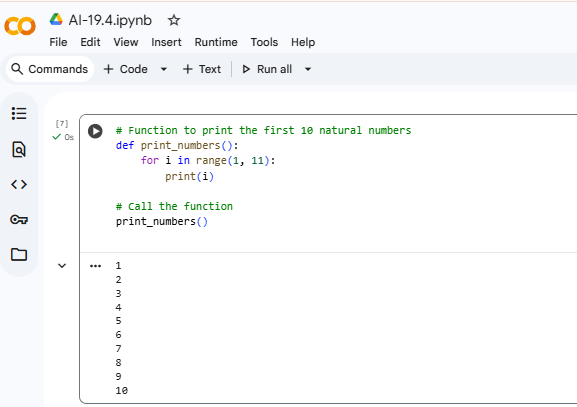 AI-19.4.ipynb
File Edit View Insert Runtime Tools Help
Commands + Code + Text Run all
[7]
0s
# Function to print the first 10 natural numbers
def print_numbers():
    for i in range(1, 11):
        print(i)
# Call the function
print_numbers()
1
2
3
4
5
6
7
8
9
10